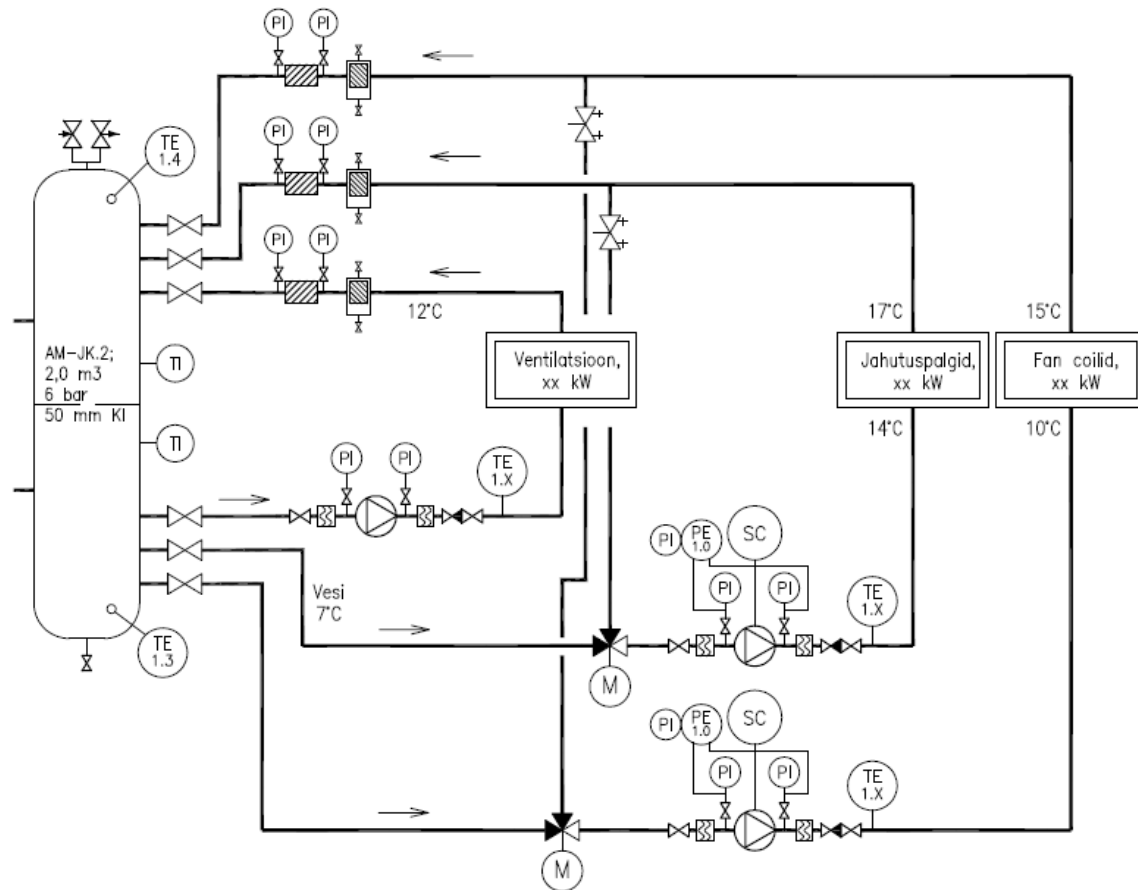 PI PI
TE
1.4
PI PI
PI PI
12°C
17°C
15°C
AM-JK.2;
2,0 m3
6 bar
50 mm KI
TI
TI
Ventilatsioon,
xx kW
Jahutuspalgid,
xx kW
Fan coilid,
xx kW
14°C
10°C
PI PI
TE
1.X
Vesi
7°C
TE
1.3
PI
PE
1.0
SC
PI PI
TE
1.X
M
PI
PE
1.0
SC
PI PI
TE
1.X
M